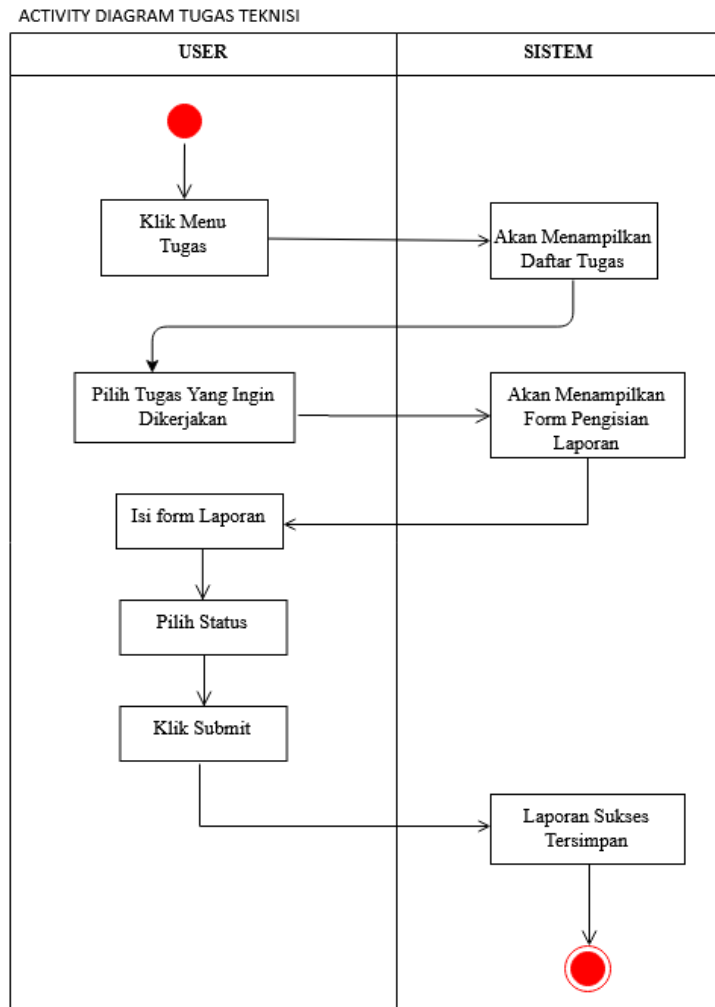 ACTIVITY DIAGRAM TUGAS TEKNISI
USER
SISTEM
Klik Menu
Tugas
Akan Menampilkan
Daftar Tugas
Pilih Tugas Yang Ingin
Dikerjakan
Akan Menampilkan
Form Pengisian
Laporan
Isi form Laporan
Pilih Status
Klik Submit
Laporan Sukses
Tersimpan